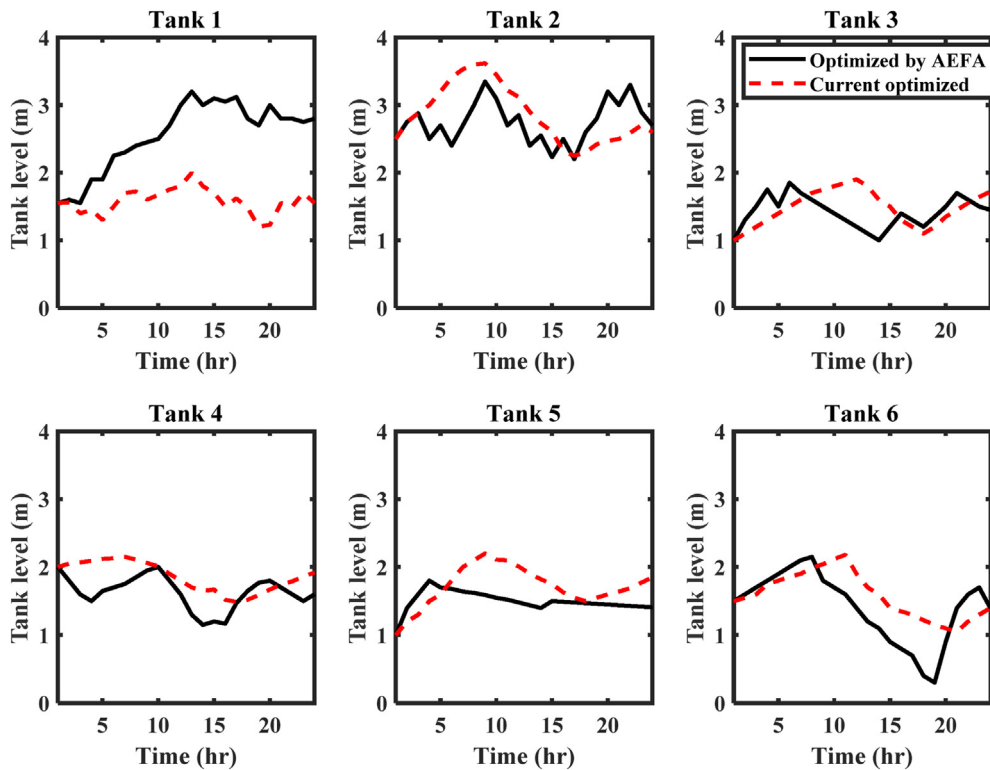 Tank 1
Tank 2
Tank 3
4
3
2
1
0
Tank level (m)
5 10 15 20
Time (hr)
4
3
2
1
0
Tank level (m)
5 10 15 20
Time (hr)
4
3
2
1
0
Tank level (m)
Optimized by AEFA
Current optimized
5 10 15 20
Time (hr)
Tank 4
Tank 5
Tank 6
4
3
2
1
0
Tank level (m)
5 10 15 20
Time (hr)
4
3
2
1
0
Tank level (m)
5 10 15 20
Time (hr)
4
3
2
1
0
Tank level (m)
5 10 15 20
Time (hr)